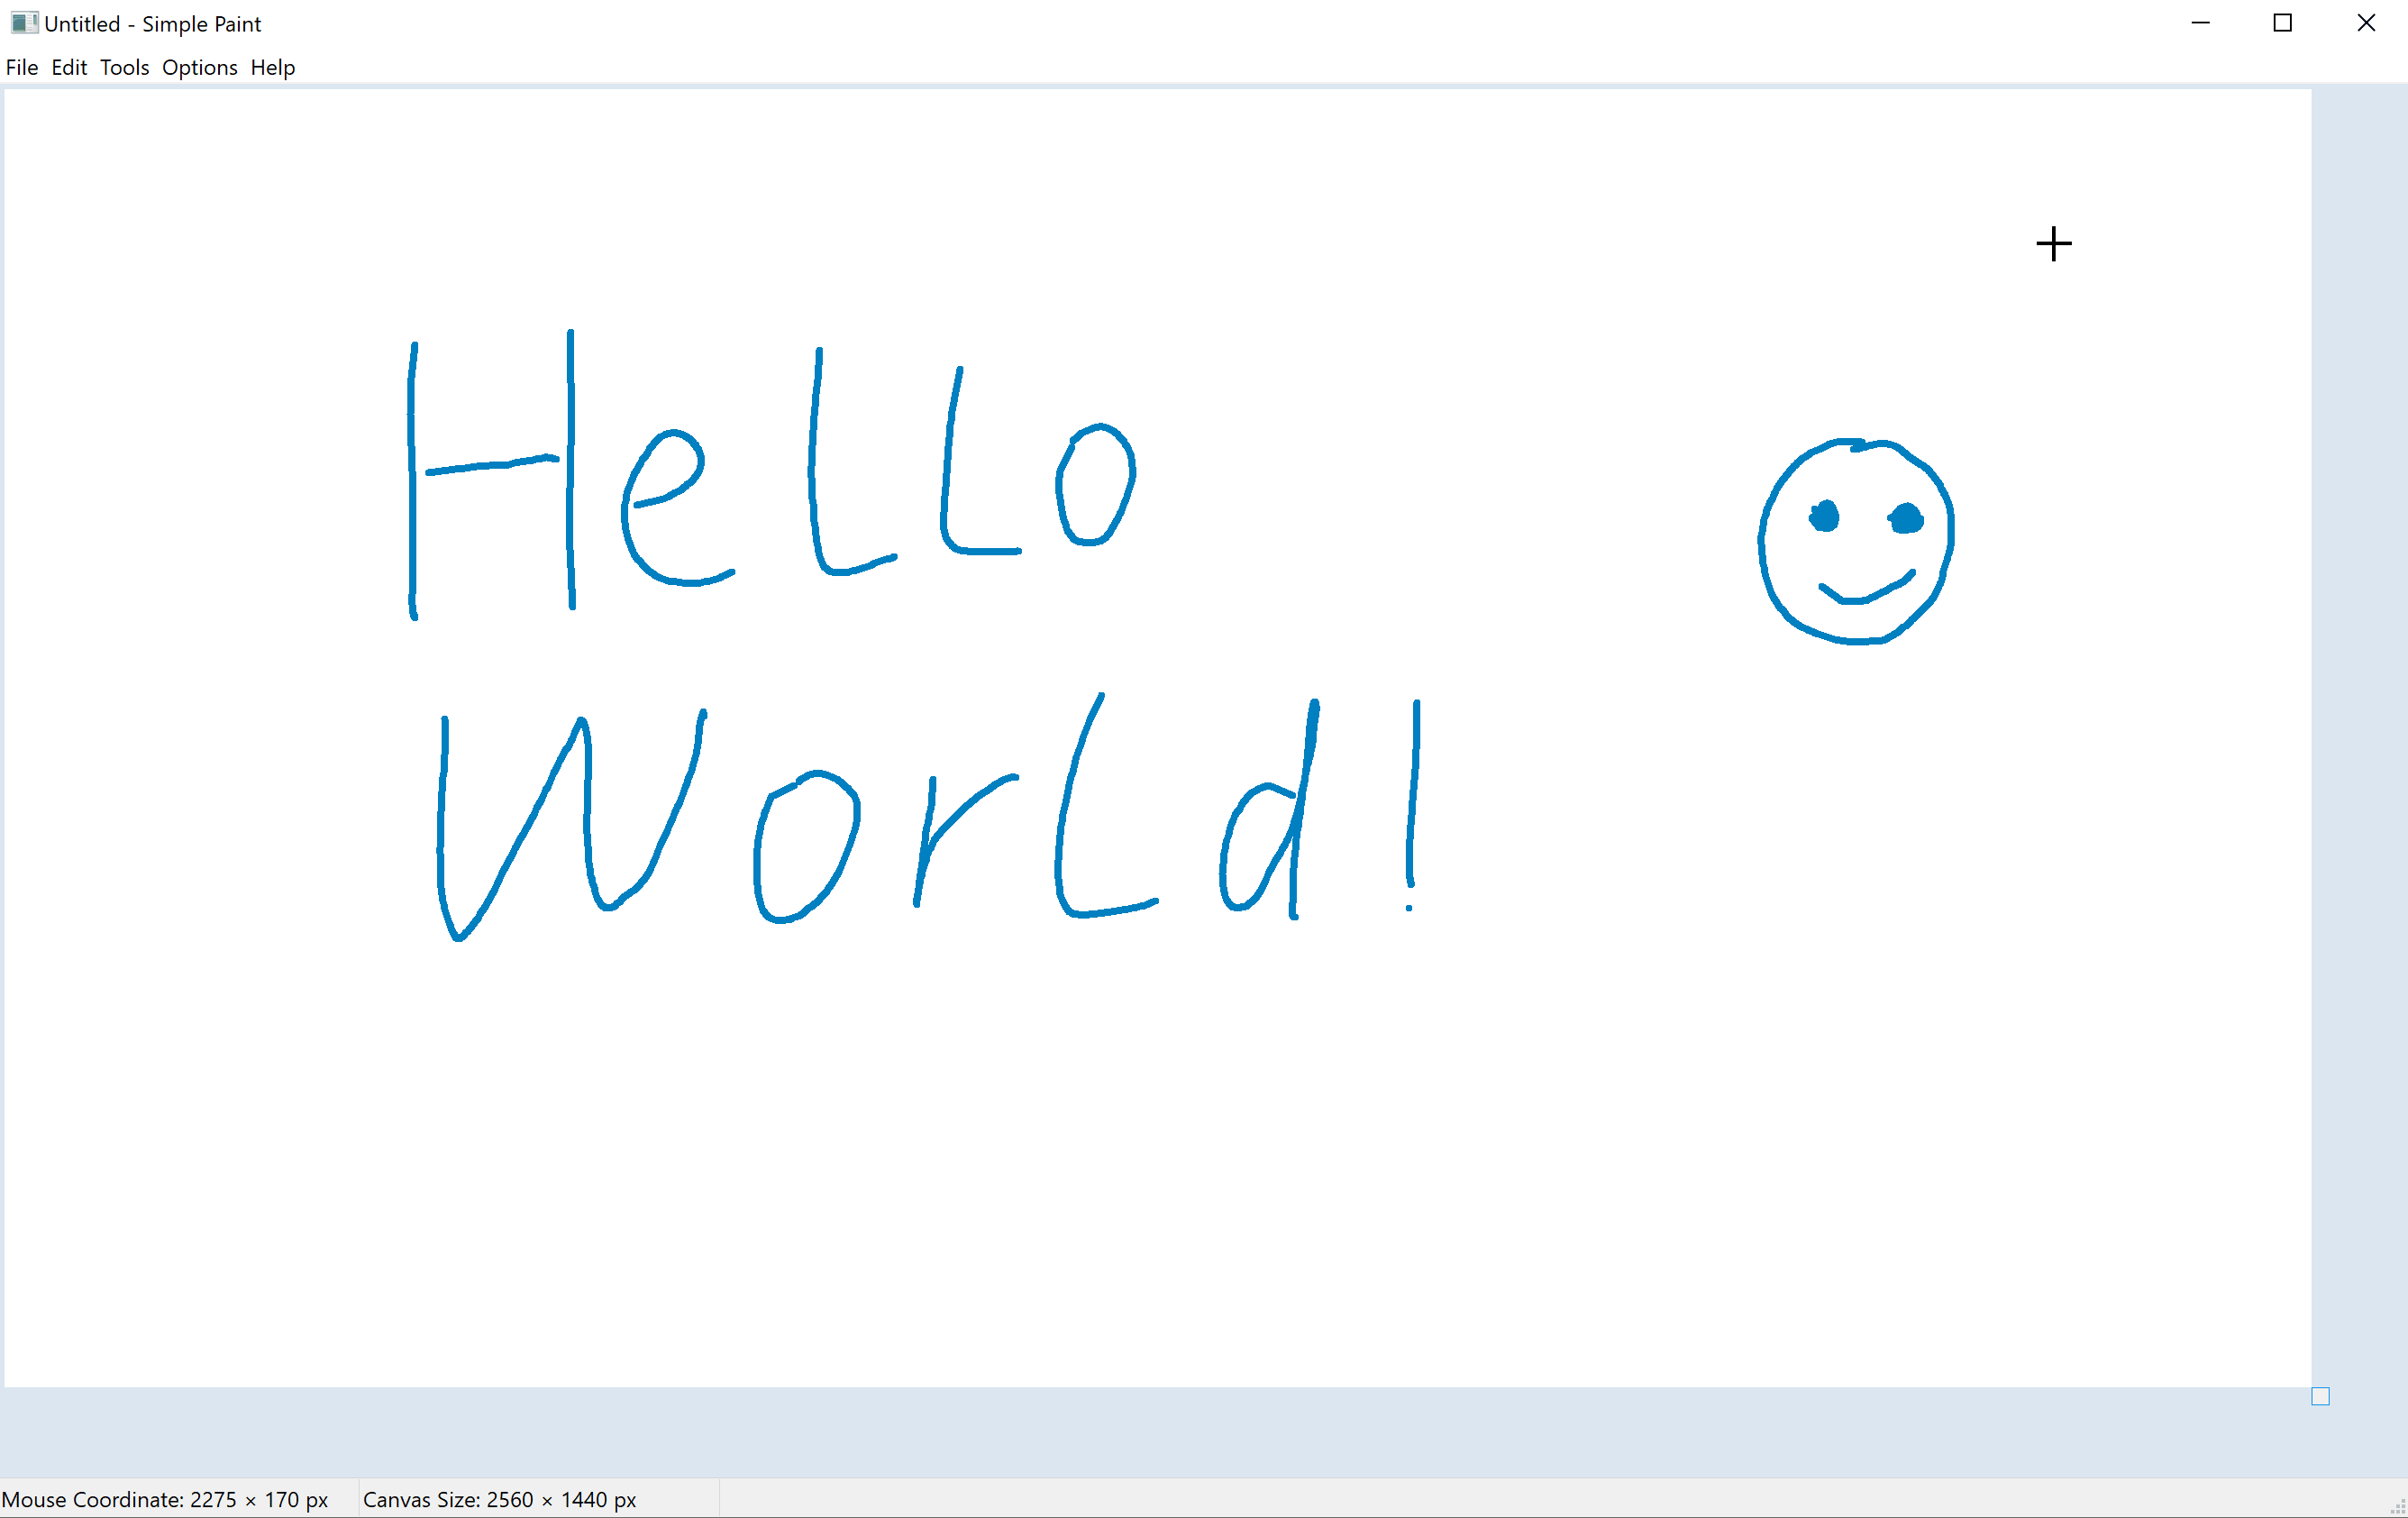 Untitled - Simple Paint
File Edit Tools Options Help
Hello
World!
Mouse Coordinate: 2275 × 170 px Canvas Size: 2560 × 1440 px